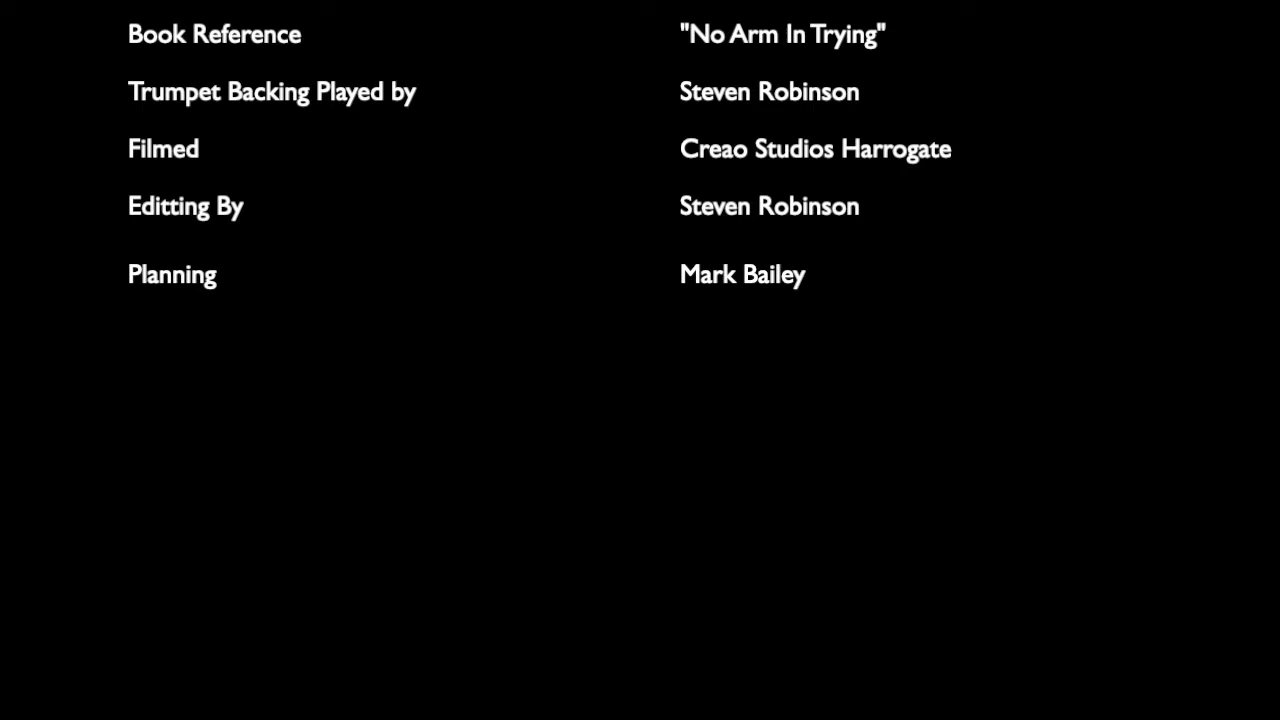 Book Reference "No Arm In Trying"
Trumpet Backing Played by Steven Robinson
Filmed Creao Studios Harrogate
Editting By Steven Robinson
Planning Mark Bailey